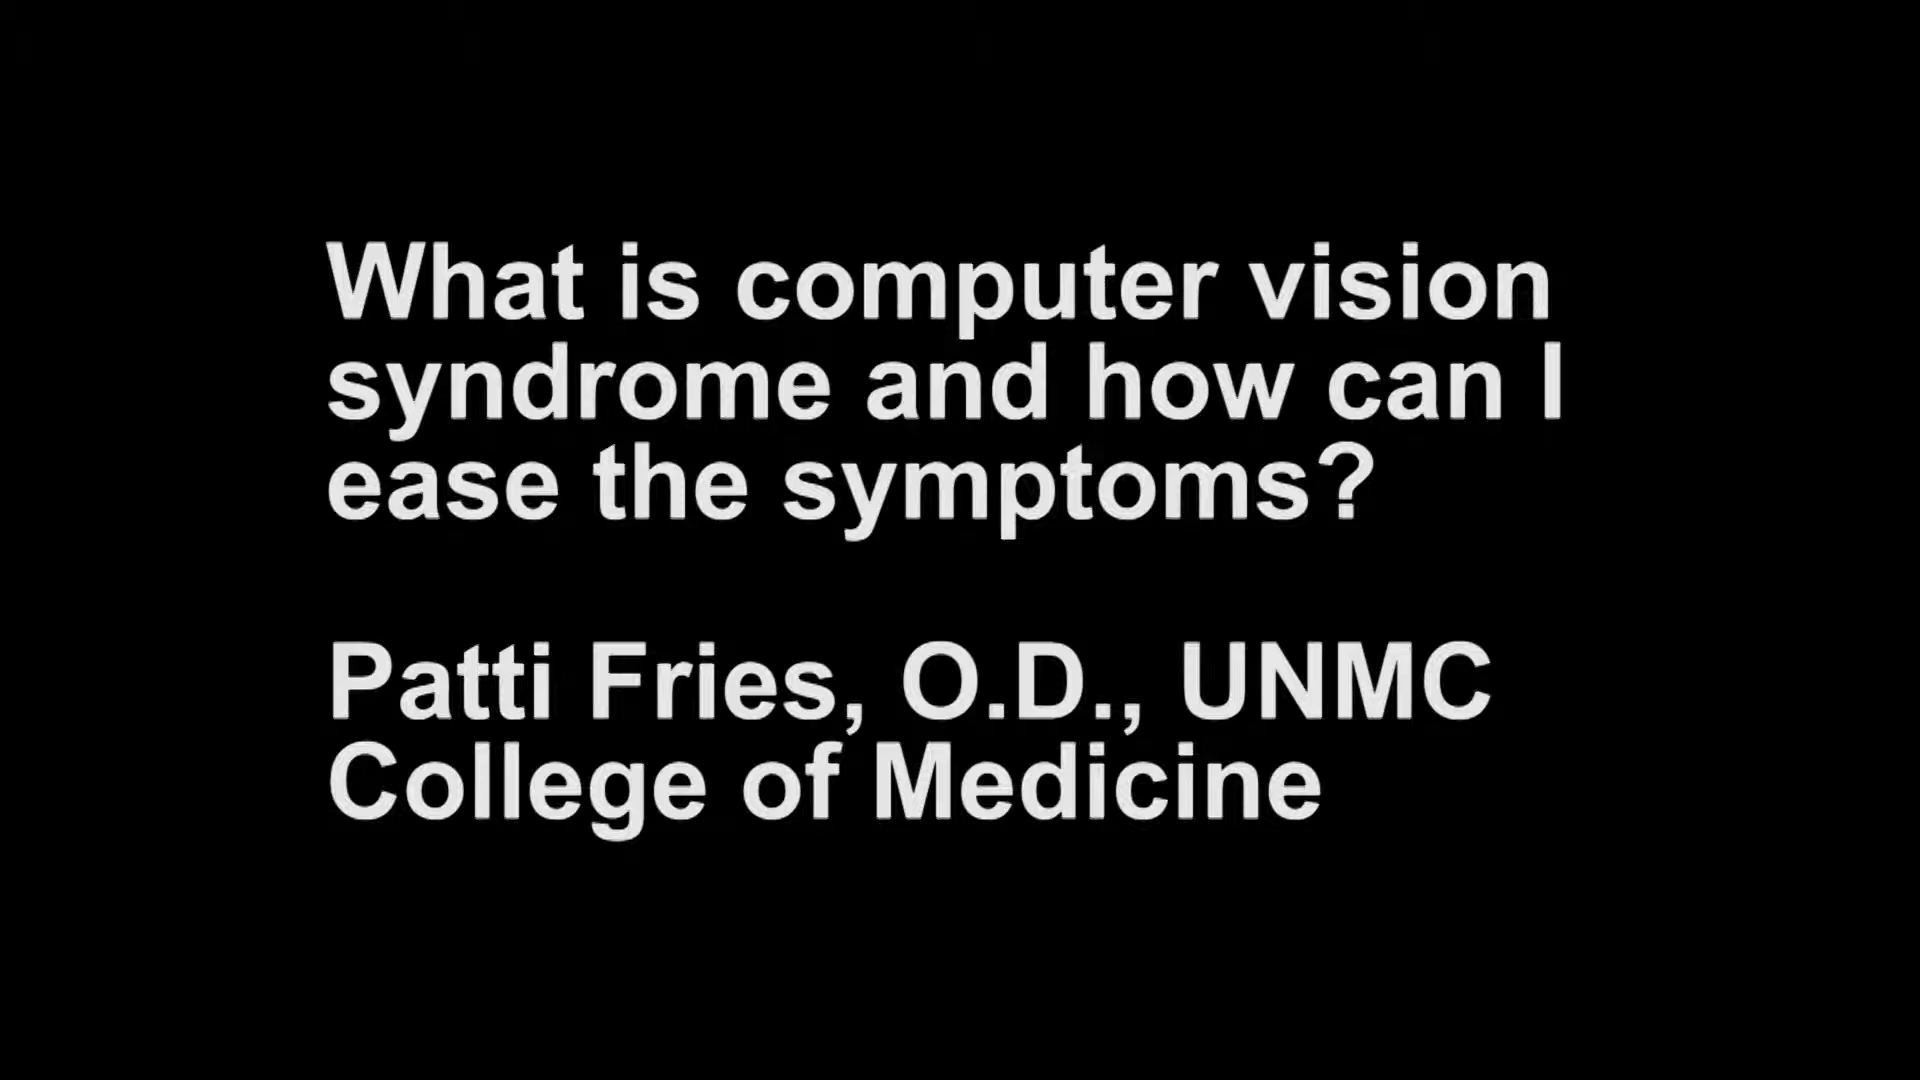 What is computer vision
syndrome and how can I
ease the symptoms?
Patti Fries, O.D., UNMC
College of Medicine